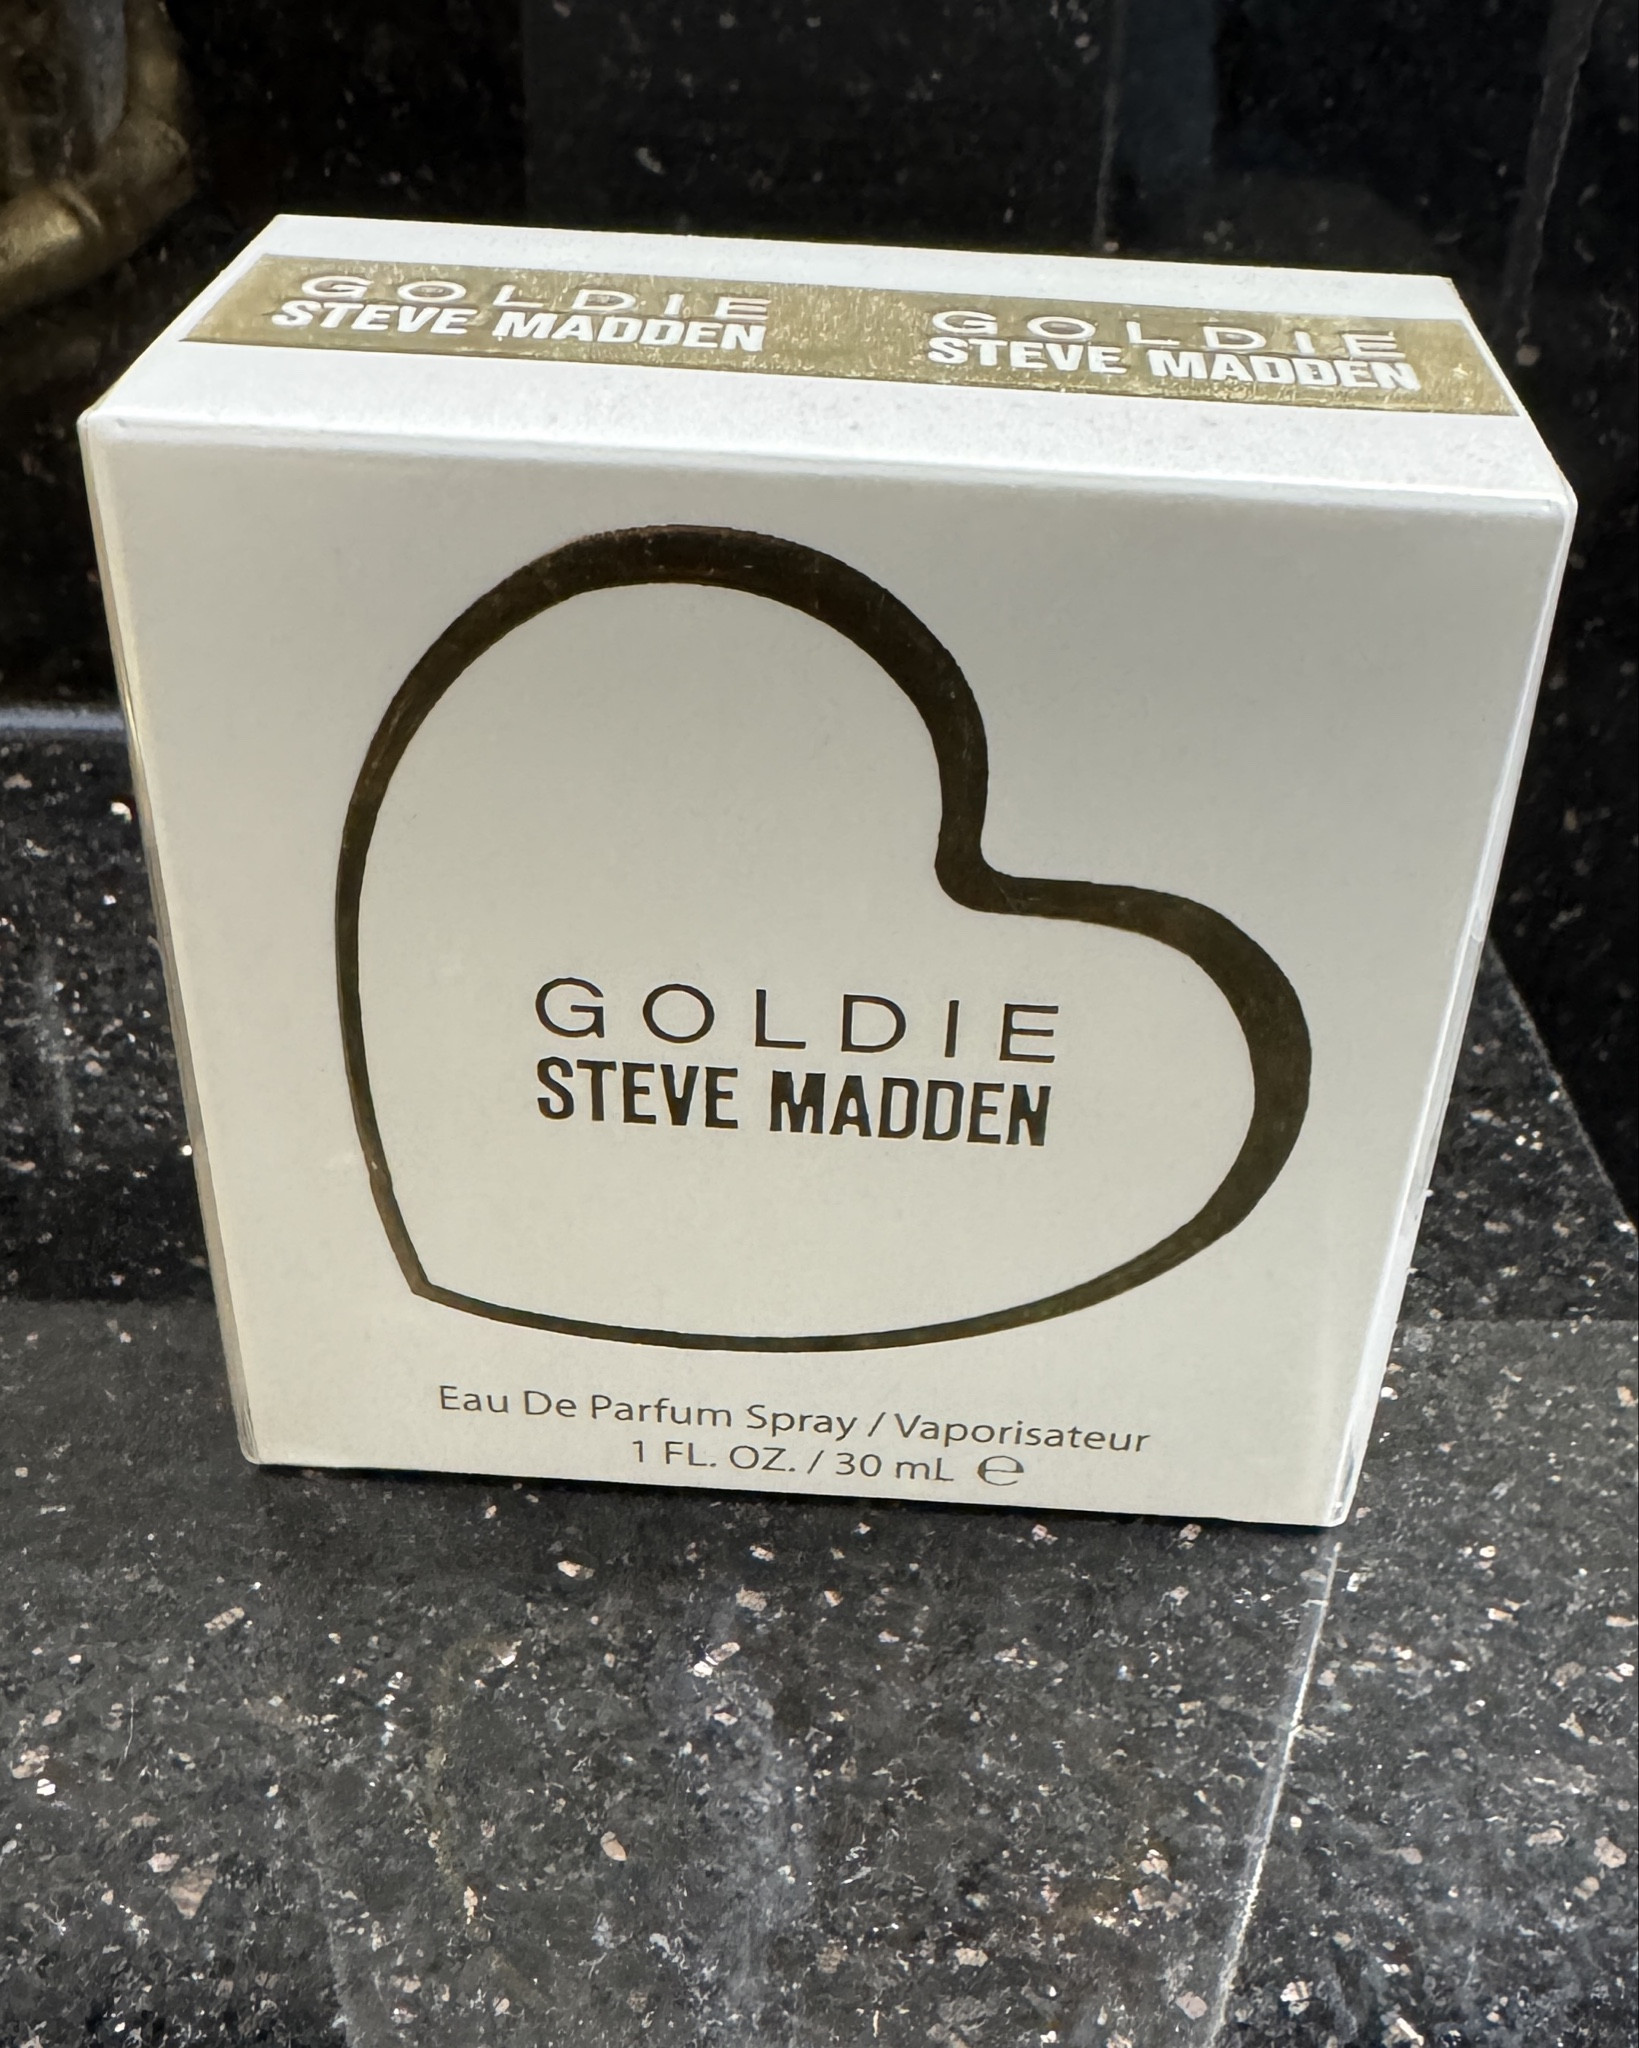 GOLDIE
STEVE MADDEN
GOLDIE
STEVE MADDEN
GOLDIE
STEVE MADDEN
Eau De Parfum Spray / Vaporisateur
1 FL. OZ. / 30 mL ℮